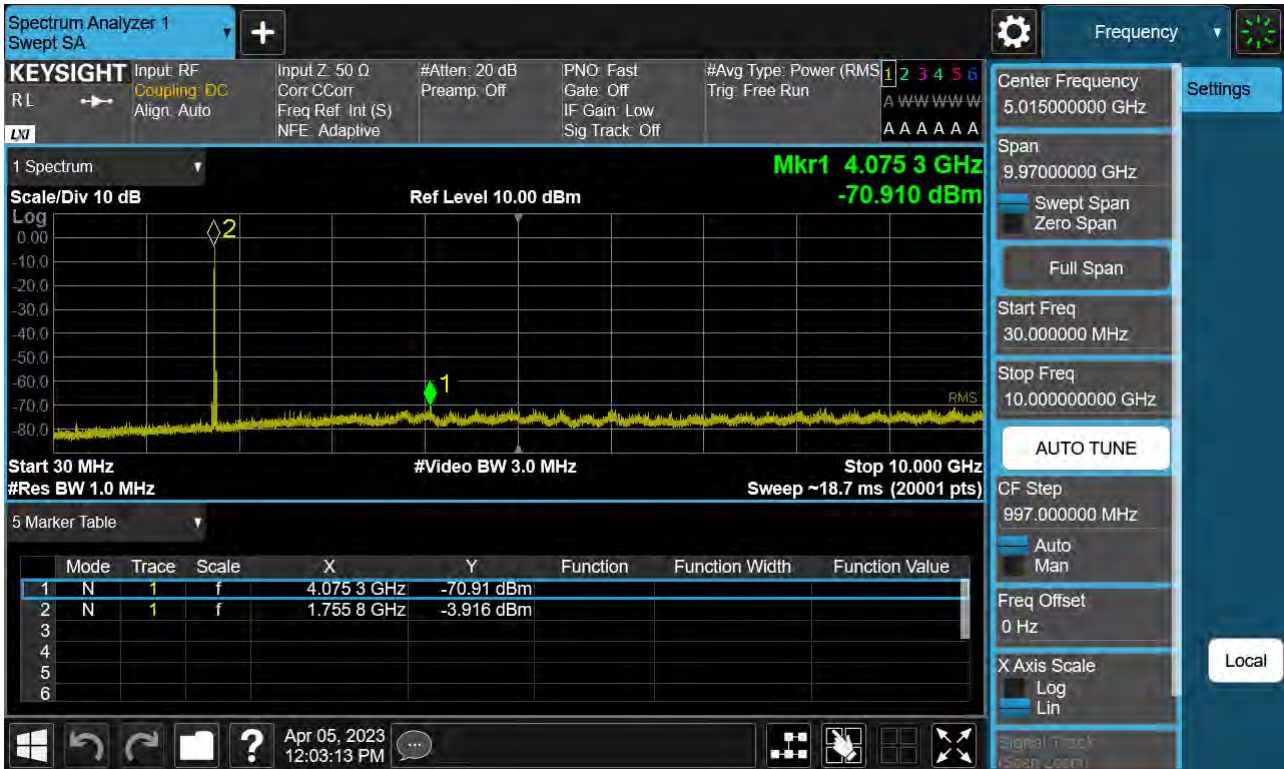 Spectrum Analyzer 1
Swept SA
+
Frequency
KEYSIGHT
RL
LXI
Input: RF
Coupling: DC
Align: Auto
Input Z: 50 Ω
Corr CCorr
Freq Ref: Int (S)
NFE: Adaptive
#Atten: 20 dB
Preamp: Off
PNO: Fast
Gate: Off
IF Gain: Low
Sig Track: Off
#Avg Type: Power (RMS
Trig: Free Run
1 2 3 4 5 6
A W W W W W
A A A A A A
1 Spectrum
Mkr1 4.075 3 GHz
-70.910 dBm
Scale/Div 10 dB
Ref Level 10.00 dBm
Log
0.00
-10.0
-20.0
-30.0
-40.0
-50.0
-60.0
-70.0
-80.0
2
1
RMS
Start 30 MHz
#Video BW 3.0 MHz
Stop 10.000 GHz
#Res BW 1.0 MHz
Sweep ~18.7 ms (20001 pts)
5 Marker Table
Mode Trace Scale X Y Function Function Width Function Value
1 N 1 f 4.075 3 GHz -70.91 dBm
2 N 1 f 1.755 8 GHz -3.916 dBm
3
4
5
6
?
Apr 05, 2023
12:03:13 PM
Center Frequency
5.015000000 GHz
Span
9.97000000 GHz
Swept Span
Zero Span
Full Span
Start Freq
30.000000 MHz
Stop Freq
10.000000000 GHz
AUTO TUNE
CF Step
997.000000 MHz
Auto
Man
Freq Offset
0 Hz
X Axis Scale
Log
Lin
Signal Track
(Span Zoom)
Settings
Local